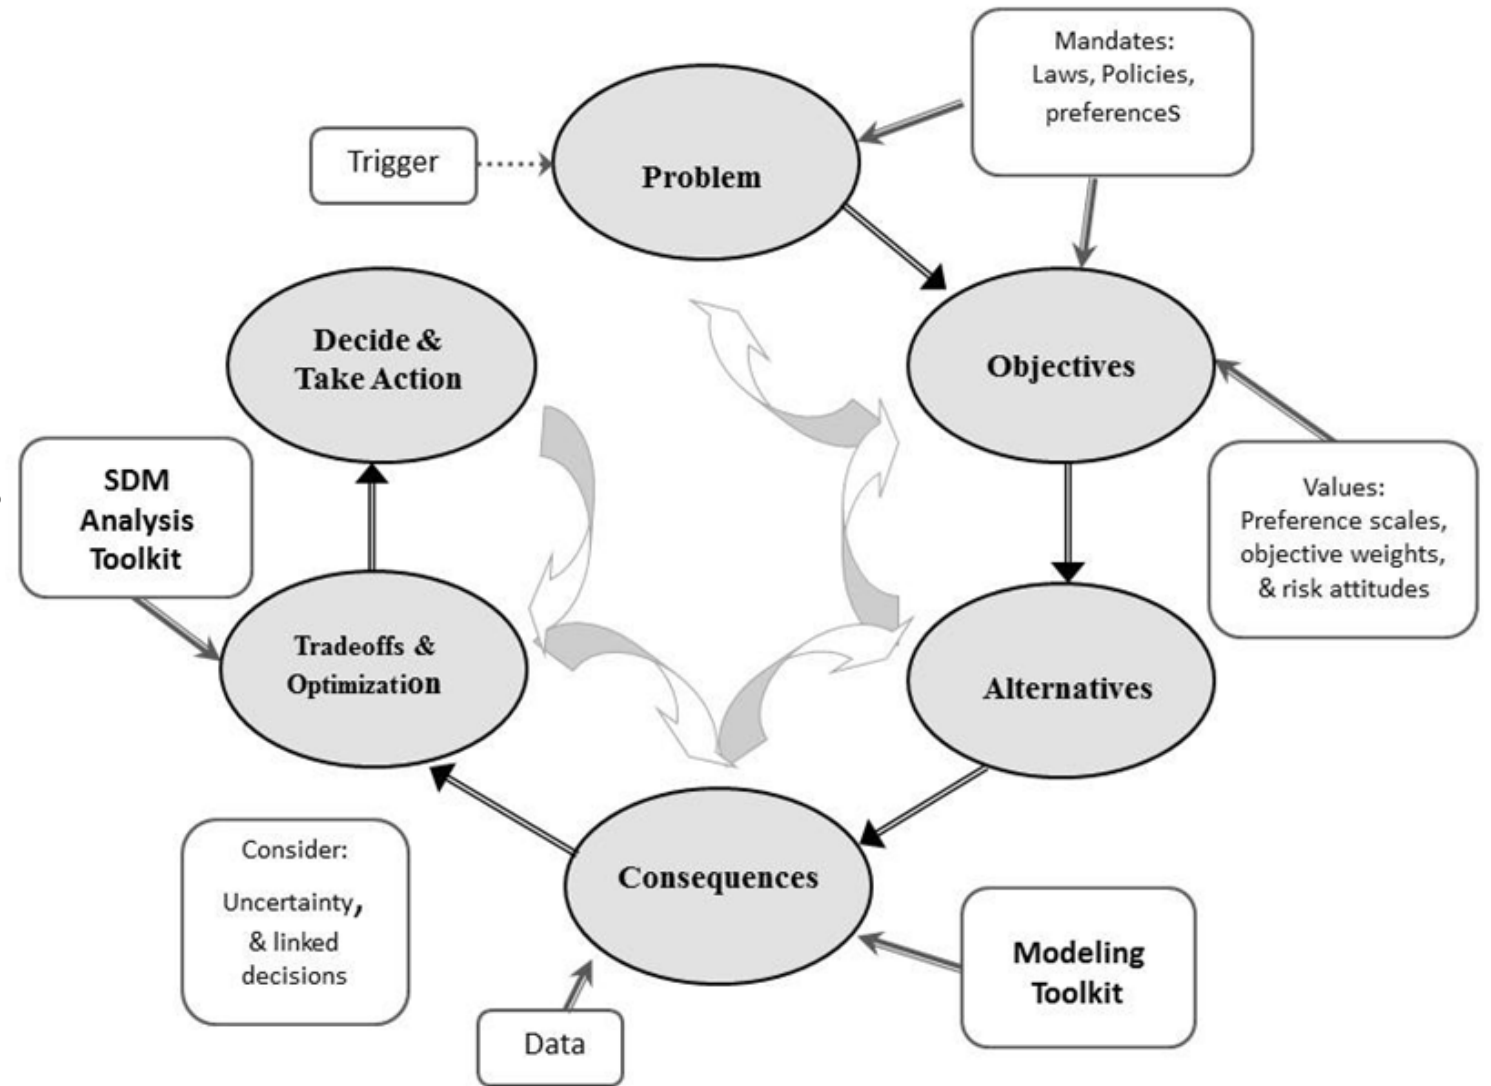 Mandates:
Laws, Policies,
preferences
Trigger
Problem
Decide &
Take Action
Objectives
SDM
Analysis
Toolkit
Values:
Preference scales,
objective weights,
& risk attitudes
Tradeoffs &
Optimization
Alternatives
Consider:
Uncertainty,
& linked
decisions
Consequences
Modeling
Toolkit
Data